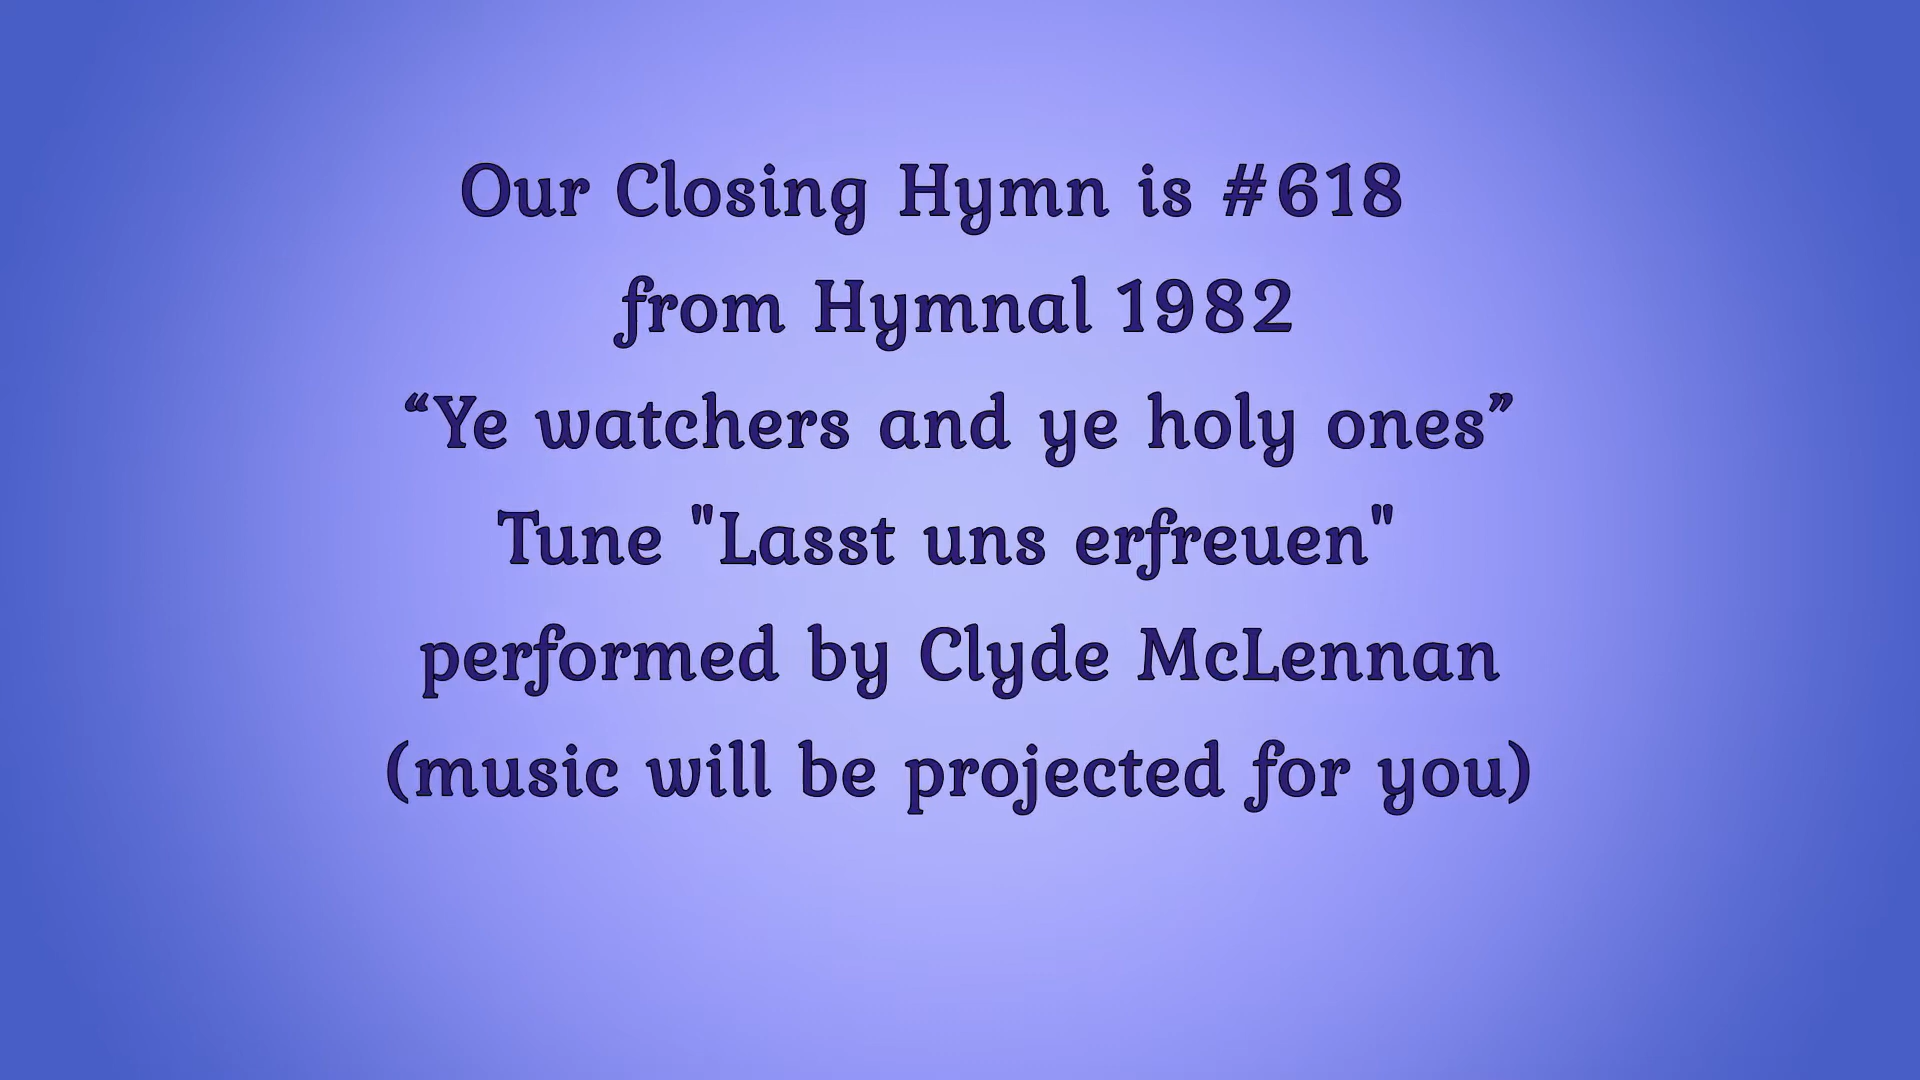 Our Closing Hymn is #618
from Hymnal 1982
“Ye watchers and ye holy ones”
Tune "Lasst uns erfreuen"
performed by Clyde McLennan
(music will be projected for you)